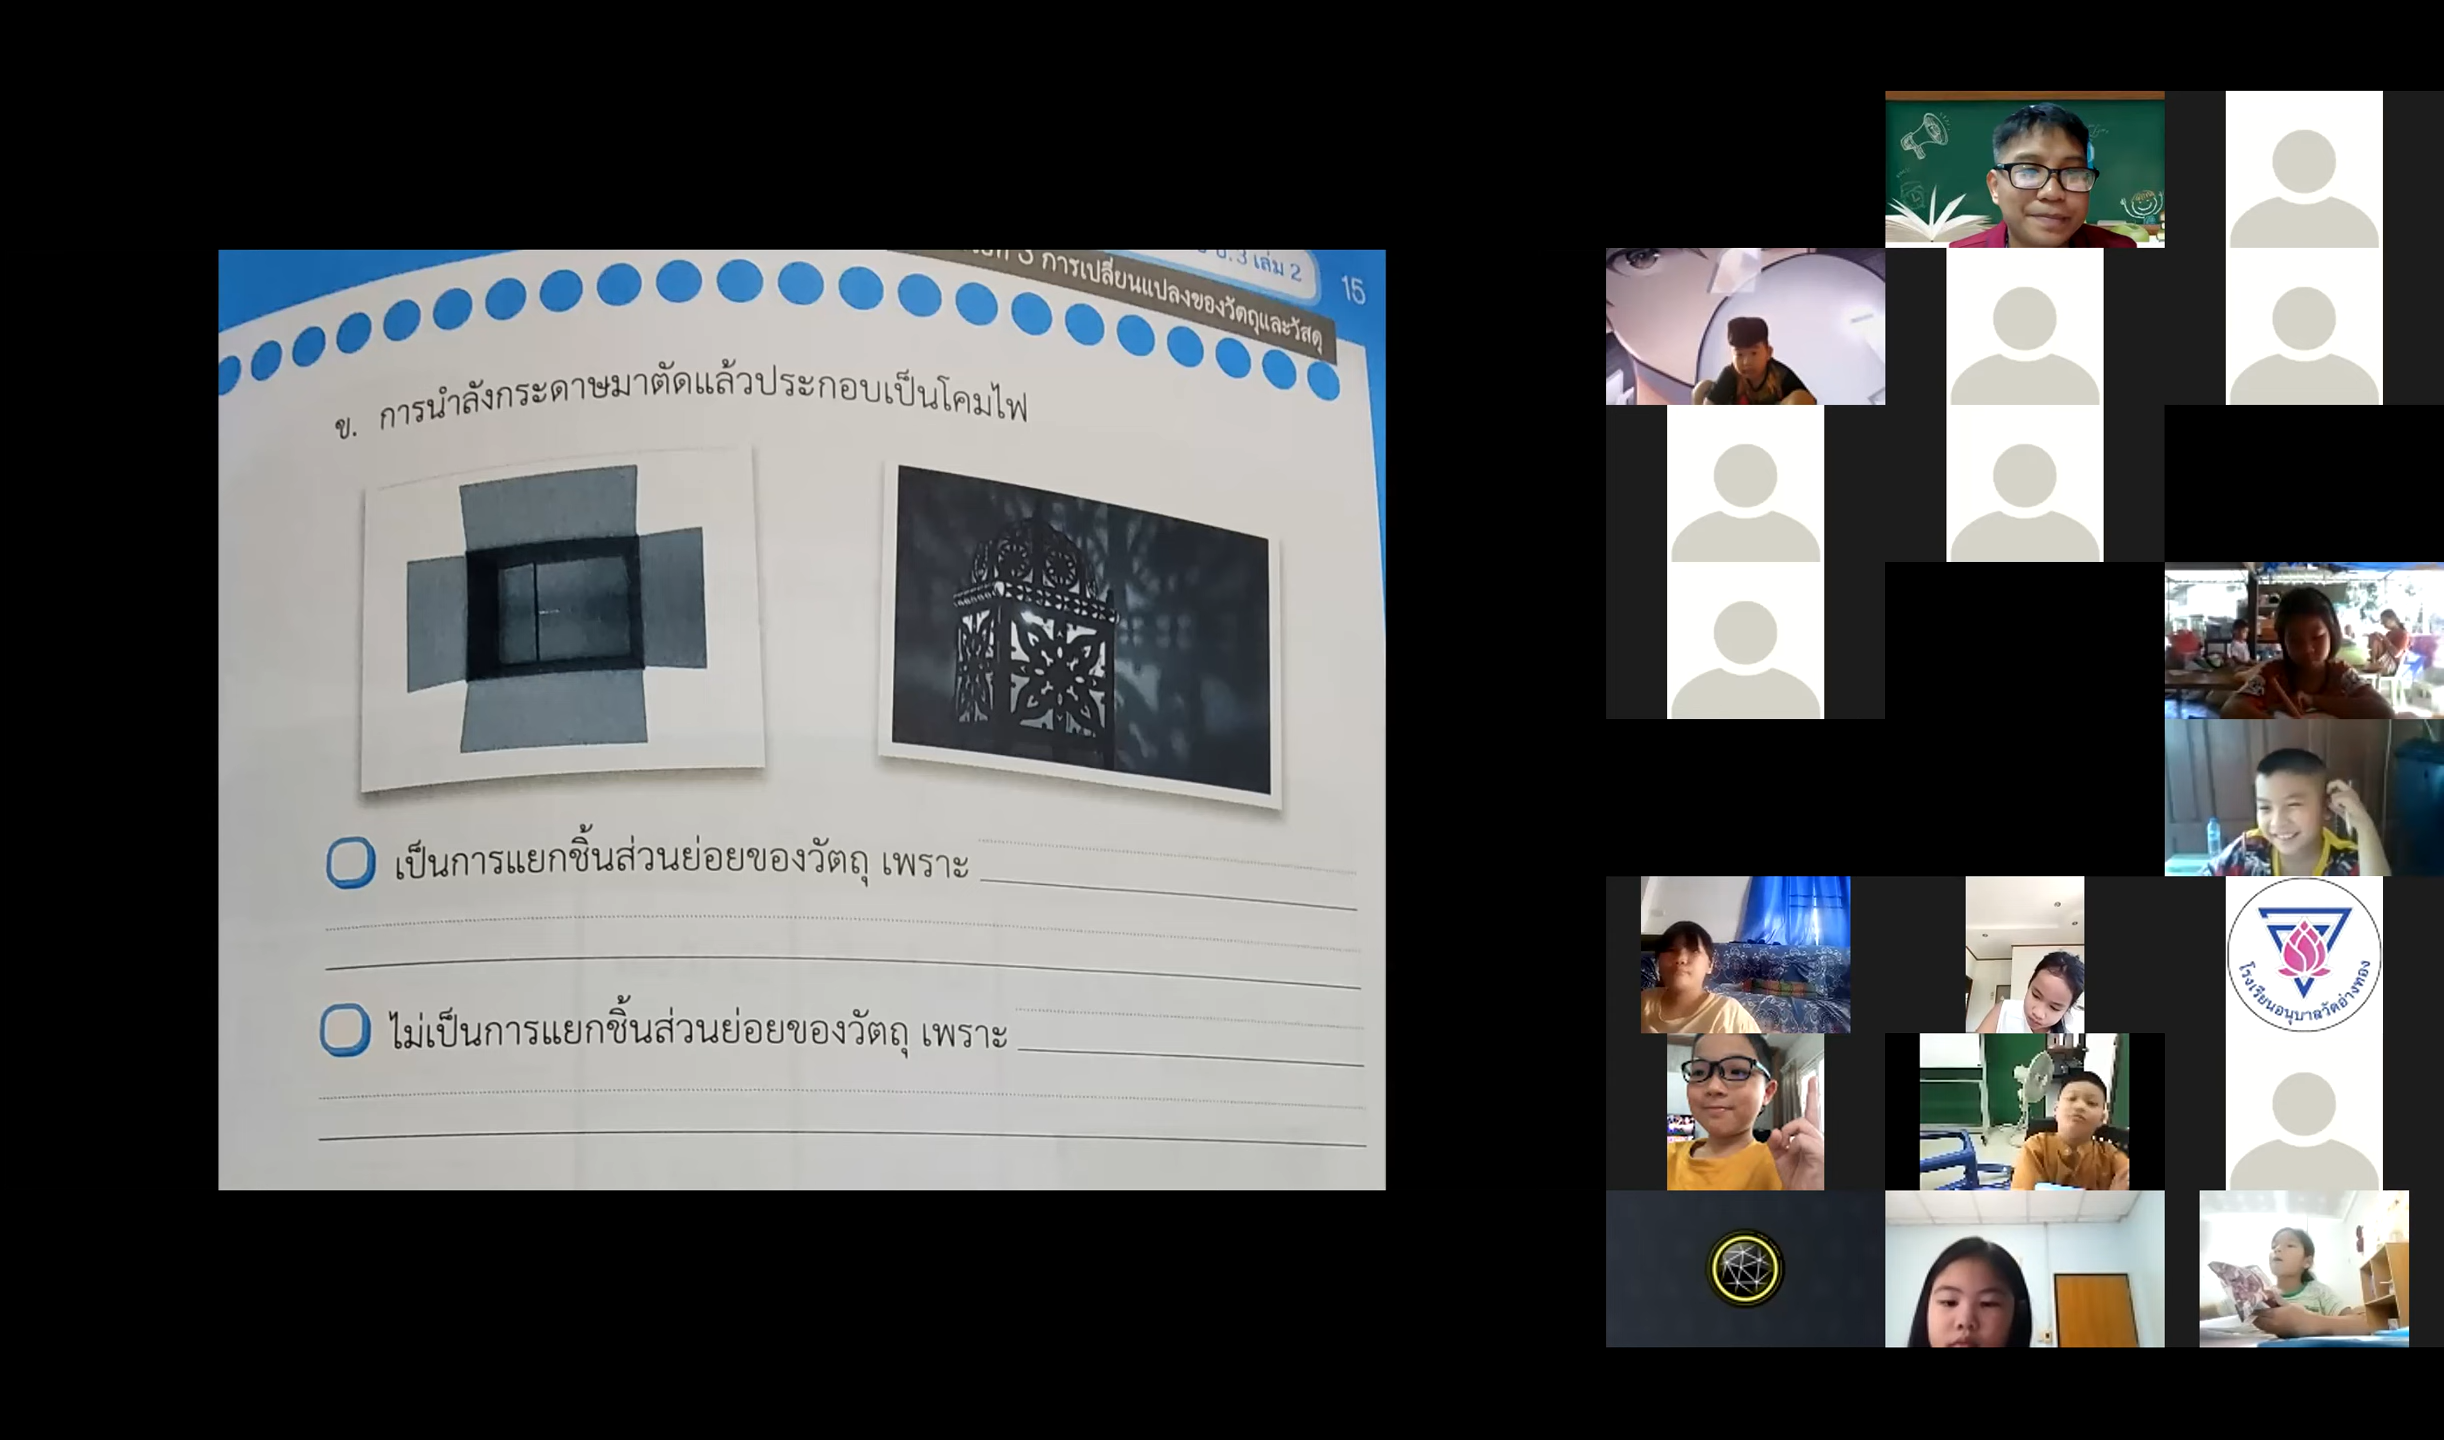 ป.3 เล่ม 2
15
3 การเปลี่ยนแปลงของวัตถุและวัสดุ
ข. การนำลังกระดาษมาตัดแล้วประกอบเป็นโคมไฟ
เป็นการแยกชิ้นส่วนย่อยของวัตถุ เพราะ
ไม่เป็นการแยกชิ้นส่วนย่อยของวัตถุ เพราะ
โรงเรียนอนุบาลวัดอ่างทอง